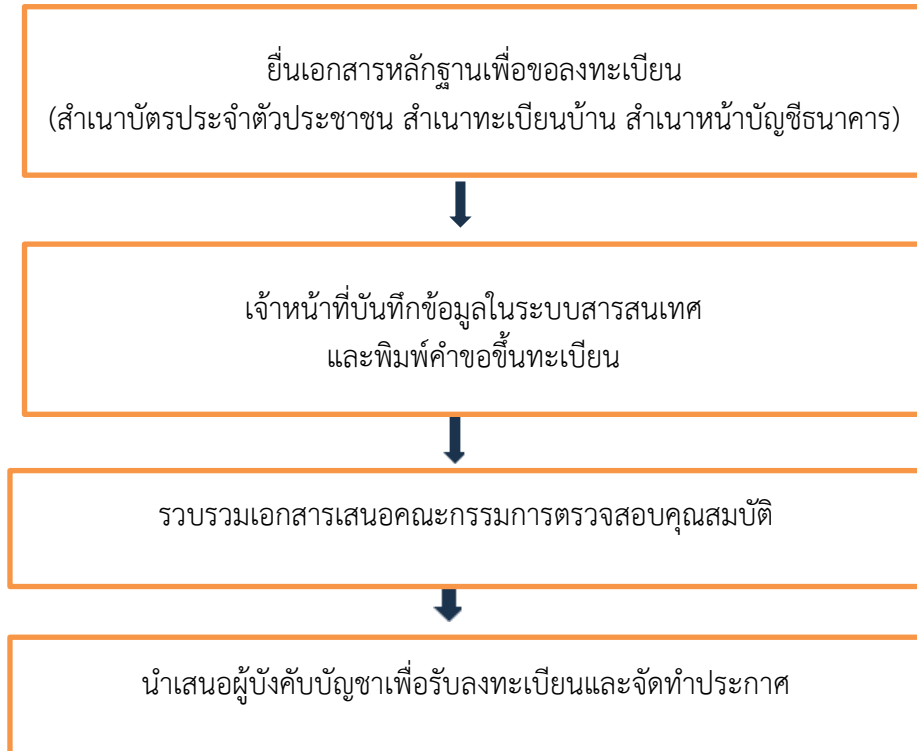 ยื่นเอกสารหลักฐานเพื่อขอลงทะเบียน
(สำเนาบัตรประจำตัวประชาชน สำเนาทะเบียนบ้าน สำเนาหน้าบัญชีธนาคาร)
เจ้าหน้าที่บันทึกข้อมูลในระบบสารสนเทศ
และพิมพ์คำขอขึ้นทะเบียน
รวบรวมเอกสารเสนอคณะกรรมการตรวจสอบคุณสมบัติ
นำเสนอผู้บังคับบัญชาเพื่อรับลงทะเบียนและจัดทำประกาศ